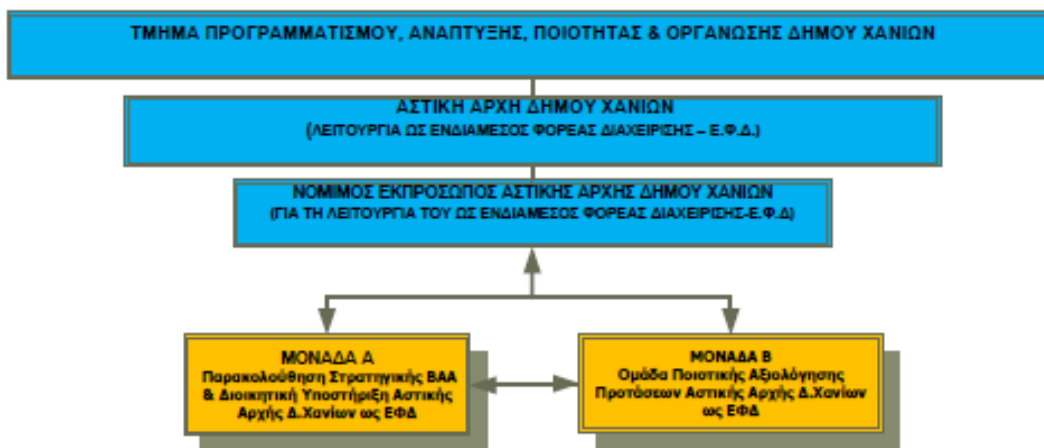 ΤΜΗΜΑ ΠΡΟΓΡΑΜΜΑΤΙΣΜΟΥ, ΑΝΑΠΤΥΞΗΣ, ΠΟΙΟΤΗΤΑΣ & ΟΡΓΑΝΩΣΗΣ ΔΗΜΟΥ ΧΑΝΙΩΝ
ΑΣΤΙΚΗ ΑΡΧΗ ΔΗΜΟΥ ΧΑΝΙΩΝ
(ΛΕΙΤΟΥΡΓΙΑ ΩΣ ΕΝΔΙΑΜΕΣΟΣ ΦΟΡΕΑΣ ΔΙΑΧΕΙΡΙΣΗΣ – Ε.Φ.Δ.)
ΝΟΜΙΜΟΣ ΕΚΠΡΟΣΩΠΟΣ ΑΣΤΙΚΗΣ ΑΡΧΗΣ ΔΗΜΟΥ ΧΑΝΙΩΝ
(ΓΙΑ ΤΗ ΛΕΙΤΟΥΡΓΙΑ ΤΟΥ ΩΣ ΕΝΔΙΑΜΕΣΟΣ ΦΟΡΕΑΣ ΔΙΑΧΕΙΡΙΣΗΣ-Ε.Φ.Δ)
ΜΟΝΑΔΑ Α
Παρακολούθηση Στρατηγικής ΒΑΑ
& Διοικητική Υποστήριξη Αστικής
Αρχής Δ.Χανίων ως ΕΦΔ
ΜΟΝΑΔΑ Β
Ομάδα Ποιοτικής Αξιολόγησης
Προτάσεων Αστικής Αρχής Δ.Χανίων
ως ΕΦΔ